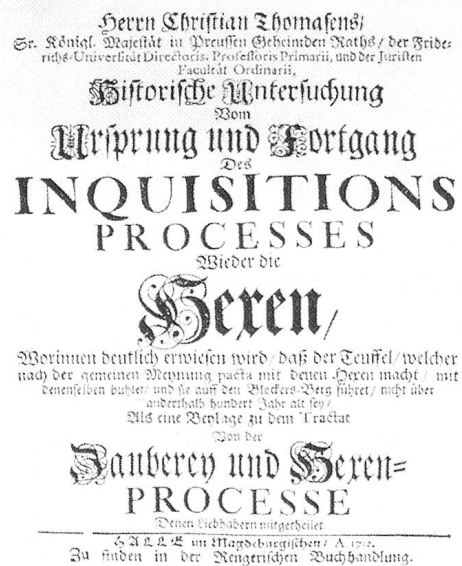 Herrn Christian Thomasens/
Sr. Königl. Majestät in Preussen Geheimden Raths/ der Fride-
richs-Universität Directoris, Professoris Primarii, und der Juristen
Facultät Ordinarii,
Historische Untersuchung
Vom
Ursprung und Fortgang
Des
INQUISITIONS
PROCESSES
Wieder die
Hexen/
Worinnen deutlich erwiesen wird/ daß der Teuffel/ welcher
nach der gemeinen Meynung pacta mit denen Hexen macht/ mit
denenselben buhlet/ und sie auff den Blockers-Berg führet/ nicht über
anderthalb hundert Jahr alt sey/
Als eine Beylage zu dem Tractat
Von der
Zauberey und Hexen-
PROCESSE
Denen Liebhabern mitgetheilet.
HALLE im Magdeburgischen/ A 1712.
Zu finden in der Rengerischen Buchhandlung.